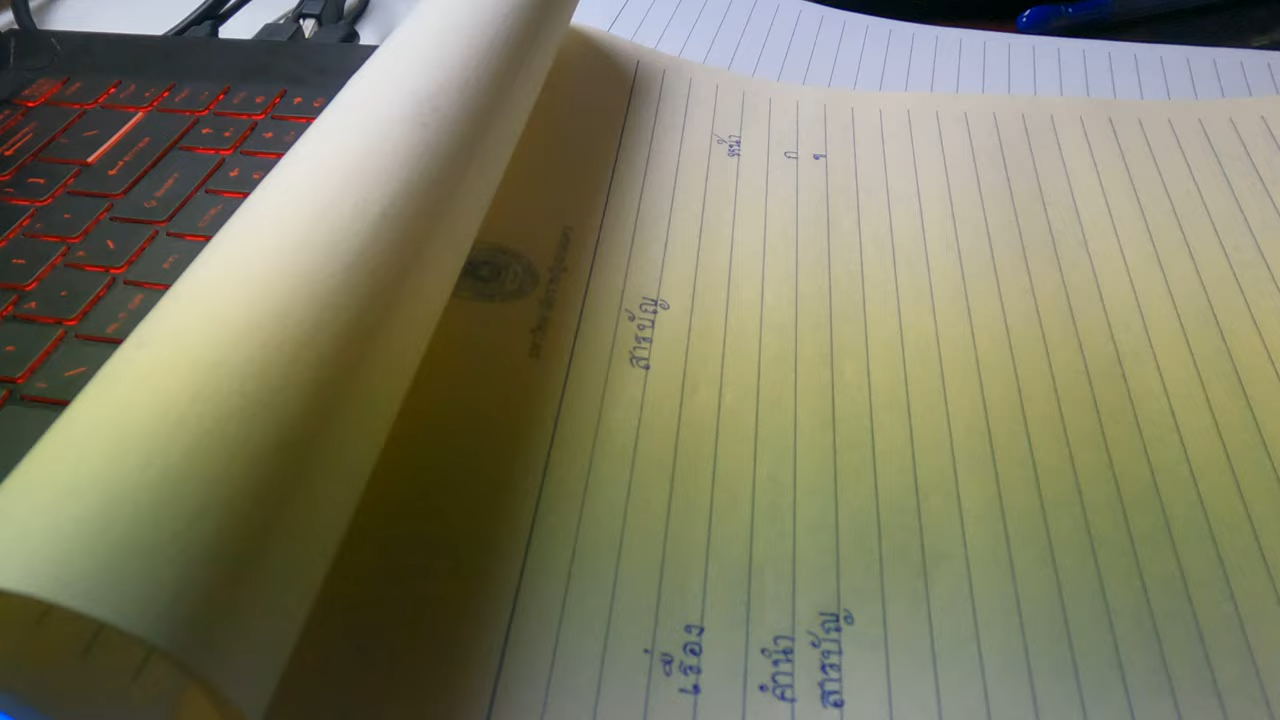 สารบัญ
เรื่อง หน้า
คำนำ ก
สารบัญ ข